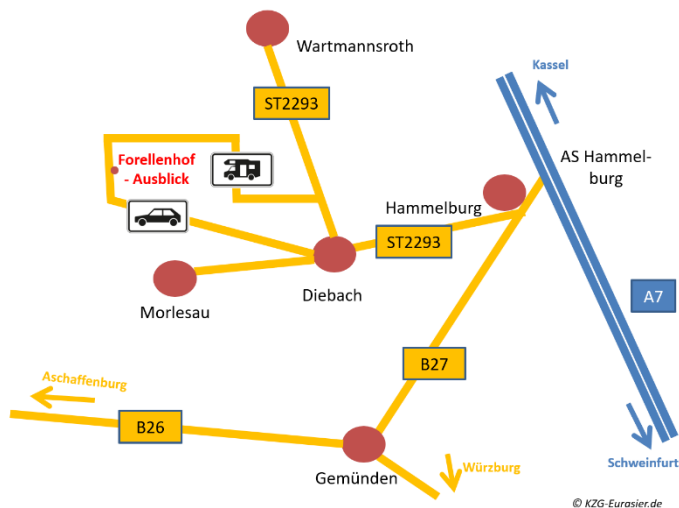 Wartmannsroth
Kassel
ST2293
Forellenhof
- Ausblick
AS Hammel-
burg
Hammelburg
ST2293
Diebach
Morlesau
A7
B27
Aschaffenburg
B26
Gemünden
Würzburg
Schweinfurt
© KZG-Eurasier.de